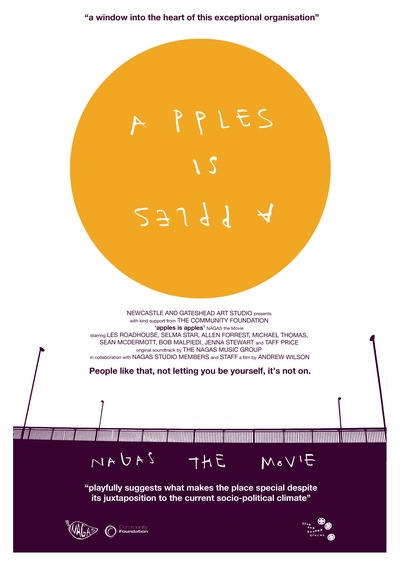 “a window into the heart of this exceptional organisation”
A PPLES
IS
A PPLES
NEWCASTLE AND GATESHEAD ART STUDIO presents
with kind support from THE COMMUNITY FOUNDATION
‘apples is apples’ NAGAS the Movie
starring LES ROADHOUSE, SELMA STAR, ALLEN FORREST, MICHAEL THOMAS,
SEAN MCDERMOTT, BOB MALPIEDI, JENNA STEWART and TAFF PRICE
original soundtrack by THE NAGAS MUSIC GROUP
in collaboration with NAGAS STUDIO MEMBERS and STAFF a film by ANDREW WILSON
People like that, not letting you be yourself, it’s not on.
NAGAS THE MOVIE
“playfully suggests what makes the place special despite
its juxtaposition to the current socio-political climate”
NAGAS
Community
Foundation